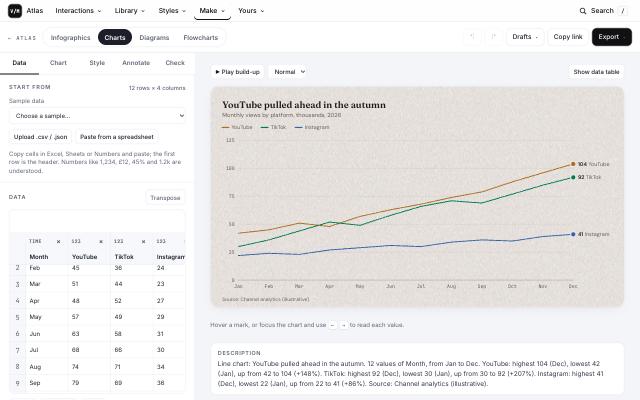 V/M Atlas Interactions Library Styles Make Yours Search /
← ATLAS Infographics Charts Diagrams Flowcharts Drafts Copy link Export
Data Chart Style Annotate Check
START FROM 12 rows × 4 columns
Sample data
Choose a sample...
Upload .csv / .json Paste from a spreadsheet
Copy cells in Excel, Sheets or Numbers and paste; the first
row is the header. Numbers like 1,234, £12, 45% and 1.2k are
understood.
DATA Transpose
TIME × 123 × 123 × 123
Month YouTube TikTok Instagram
2 Feb 45 36 24
3 Mar 51 44 23
4 Apr 48 52 27
5 May 57 49 29
6 Jun 63 58 31
7 Jul 68 66 30
8 Aug 74 71 34
9 Sep 79 69 36
Play build-up Normal Show data table
YouTube pulled ahead in the autumn
Monthly views by platform, thousands, 2026
YouTube TikTok Instagram
125
100
75
50
25
0
104 YouTube
92 TikTok
41 Instagram
Jan Feb Mar Apr May Jun Jul Aug Sep Oct Nov Dec
Source: Channel analytics (illustrative)
Hover a mark, or focus the chart and use ← → to read each value.
DESCRIPTION
Line chart: YouTube pulled ahead in the autumn. 12 values of Month, from Jan to Dec. YouTube: highest 104 (Dec), lowest 42
(Jan), up from 42 to 104 (+148%). TikTok: highest 92 (Dec), lowest 30 (Jan), up from 30 to 92 (+207%). Instagram: highest 41
(Dec), lowest 22 (Jan), up from 22 to 41 (+86%). Source: Channel analytics (illustrative).